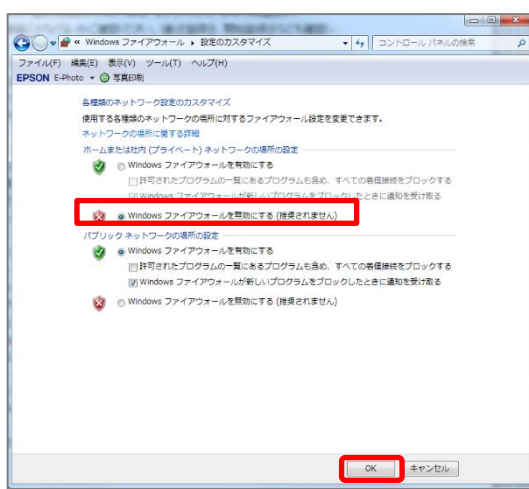 « Windows ファイアウォール ▸ 設定のカスタマイズ
コントロール パネルの検索
ファイル(F) 編集(E) 表示(V) ツール(T) ヘルプ(H)
EPSON E-Photo 写真印刷
各種類のネットワーク設定のカスタマイズ
使用する各種類のネットワークの場所に対するファイアウォール設定を変更できます。
ネットワークの場所に関する詳細
ホームまたは社内 (プライベート) ネットワークの場所の設定
Windows ファイアウォールを有効にする
許可されたプログラムの一覧にあるプログラムも含め、すべての着信接続をブロックする
Windows ファイアウォールが新しいプログラムをブロックしたときに通知を受け取る
Windows ファイアウォールを無効にする (推奨されません)
パブリック ネットワークの場所の設定
Windows ファイアウォールを有効にする
許可されたプログラムの一覧にあるプログラムも含め、すべての着信接続をブロックする
Windows ファイアウォールが新しいプログラムをブロックしたときに通知を受け取る
Windows ファイアウォールを無効にする (推奨されません)
OK キャンセル